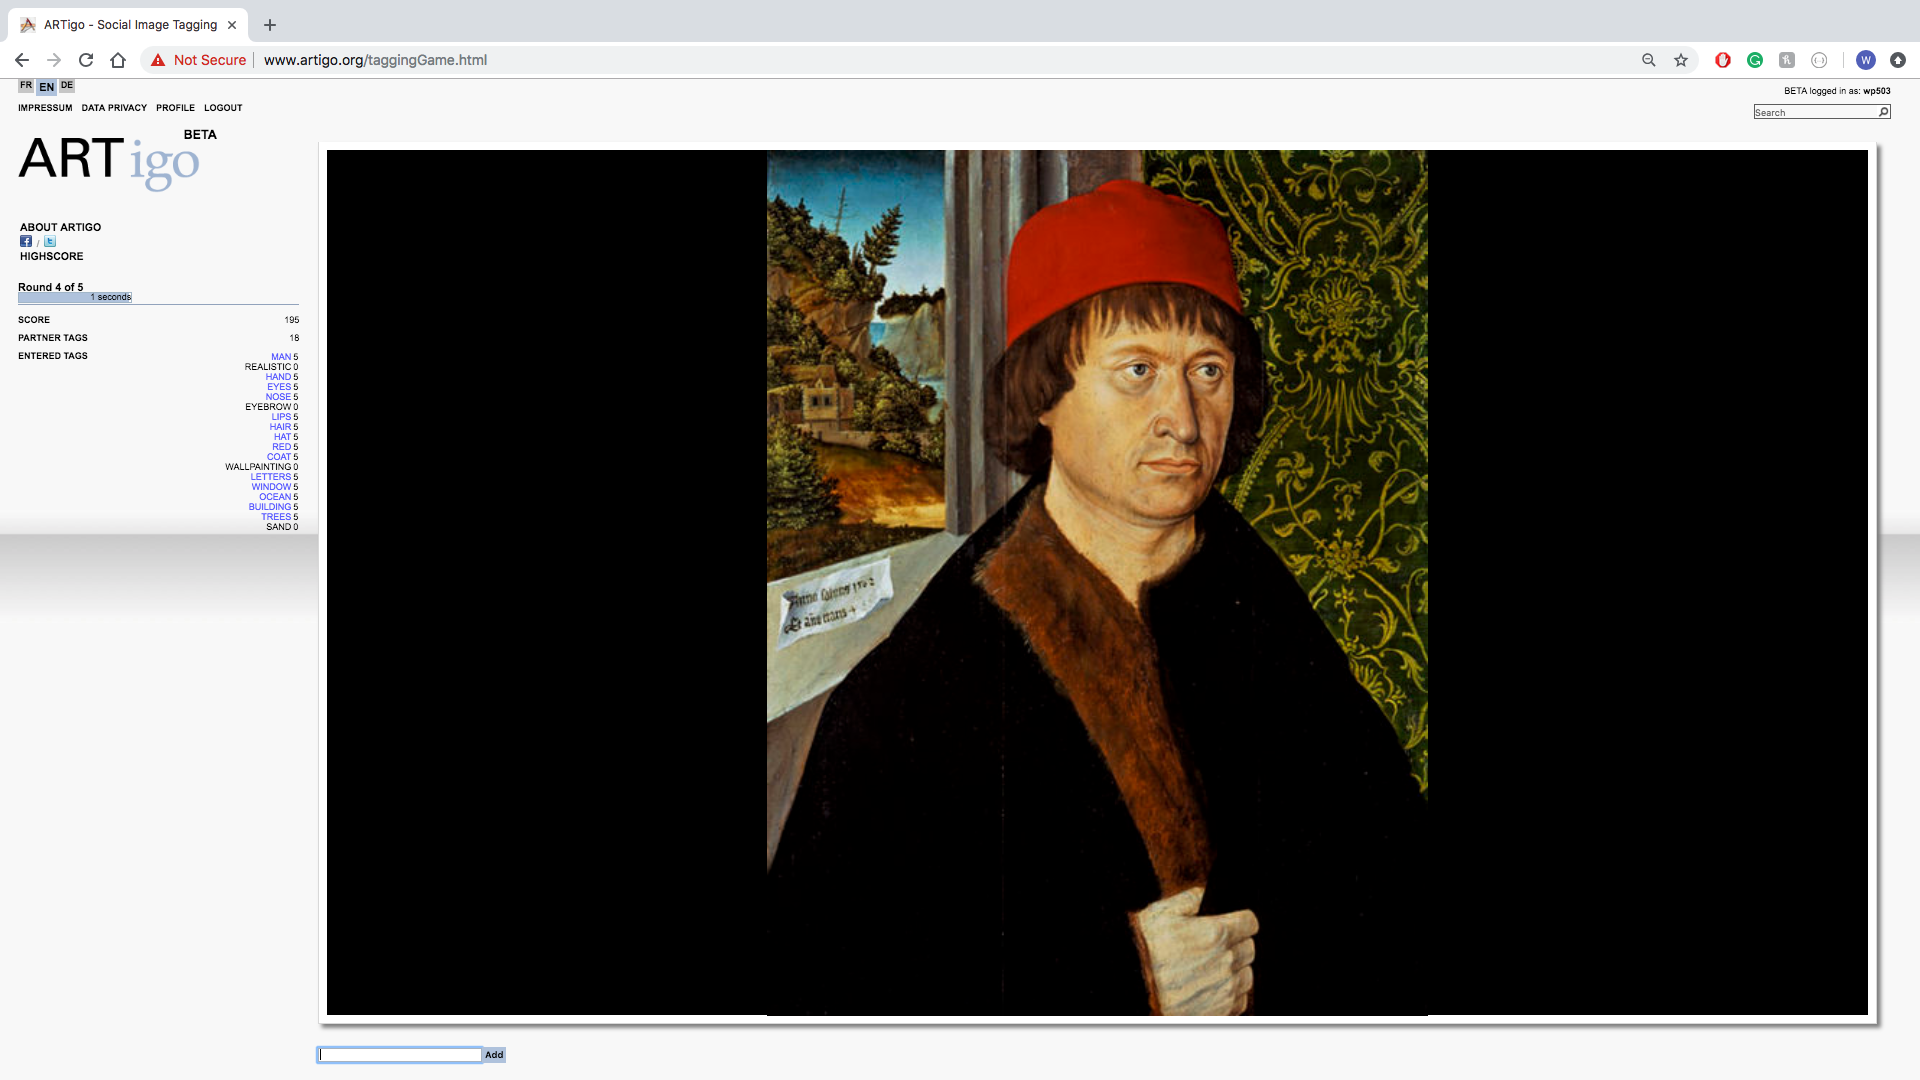 ARTigo - Social Image Tagging
Not Secure
www.artigo.org/taggingGame.html
W
FR EN DE
IMPRESSUM DATA PRIVACY PROFILE LOGOUT
BETA logged in as: wp503
Search
BETA
ARTigo
ABOUT ARTIGO
/
HIGHSCORE
Round 4 of 5
1 seconds
SCORE 195
PARTNER TAGS 18
ENTERED TAGS MAN 5
REALISTIC 0
HAND 5
EYES 5
NOSE 5
EYEBROW 0
LIPS 5
HAIR 5
HAT 5
RED 5
COAT 5
WALLPAINTING 0
LETTERS 5
WINDOW 5
OCEAN 5
BUILDING 5
TREES 5
SAND 0
Add